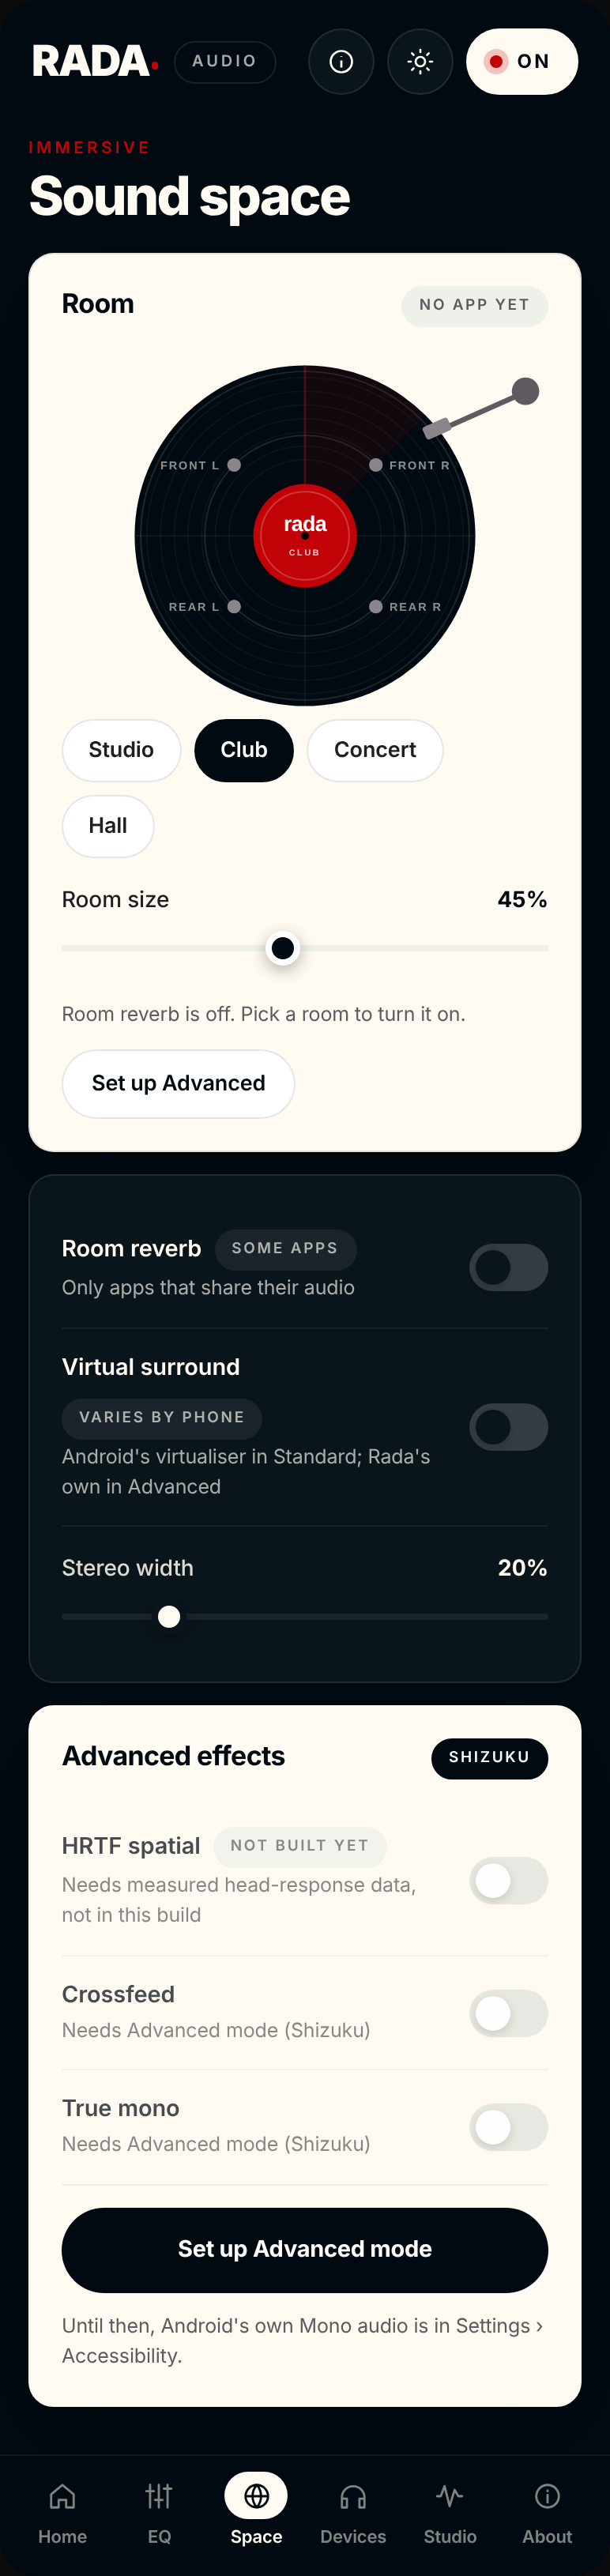 RADA. AUDIO ON
IMMERSIVE
Sound space
Room NO APP YET
FRONT L FRONT R
rada
CLUB
REAR L REAR R
Studio Club Concert
Hall
Room size 45%
Room reverb is off. Pick a room to turn it on.
Set up Advanced
Room reverb SOME APPS
Only apps that share their audio
Virtual surround
VARIES BY PHONE
Android's virtualiser in Standard; Rada's
own in Advanced
Stereo width 20%
Advanced effects SHIZUKU
HRTF spatial NOT BUILT YET
Needs measured head-response data,
not in this build
Crossfeed
Needs Advanced mode (Shizuku)
True mono
Needs Advanced mode (Shizuku)
Set up Advanced mode
Until then, Android's own Mono audio is in Settings ›
Accessibility.
Home EQ Space Devices Studio About